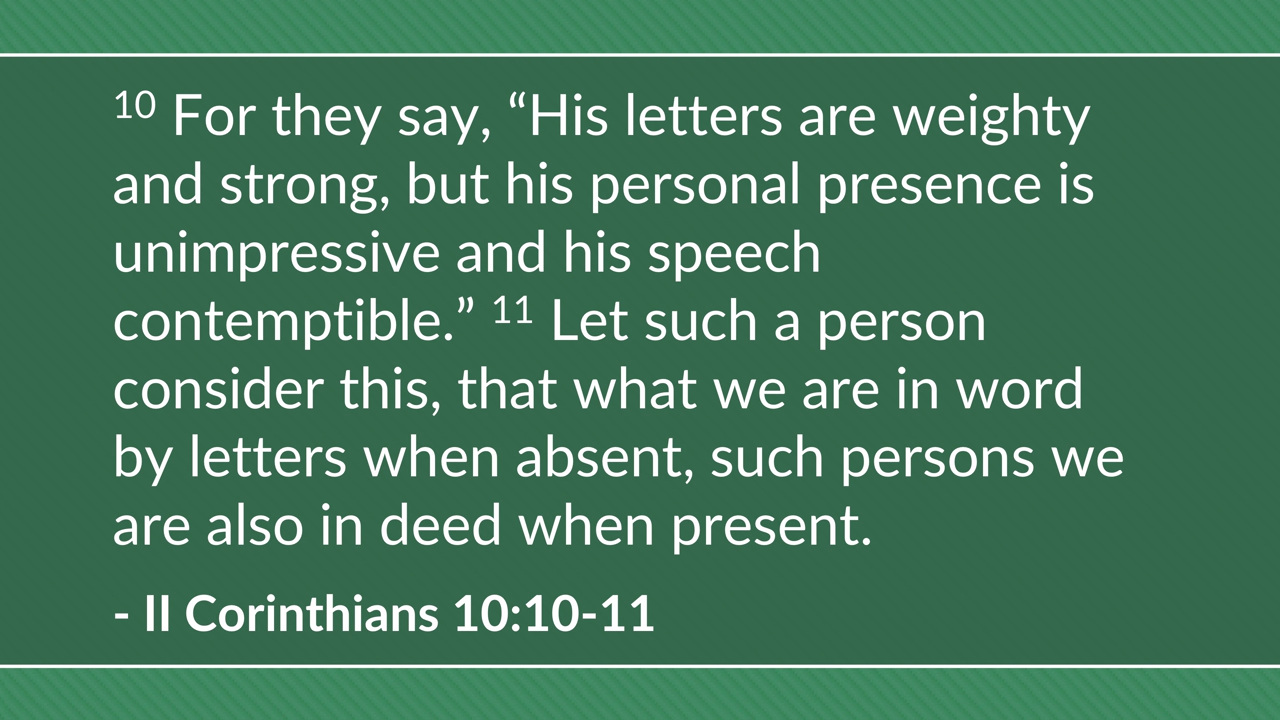 10 For they say, “His letters are weighty
and strong, but his personal presence is
unimpressive and his speech
contemptible.” 11 Let such a person
consider this, that what we are in word
by letters when absent, such persons we
are also in deed when present.
- II Corinthians 10:10-11